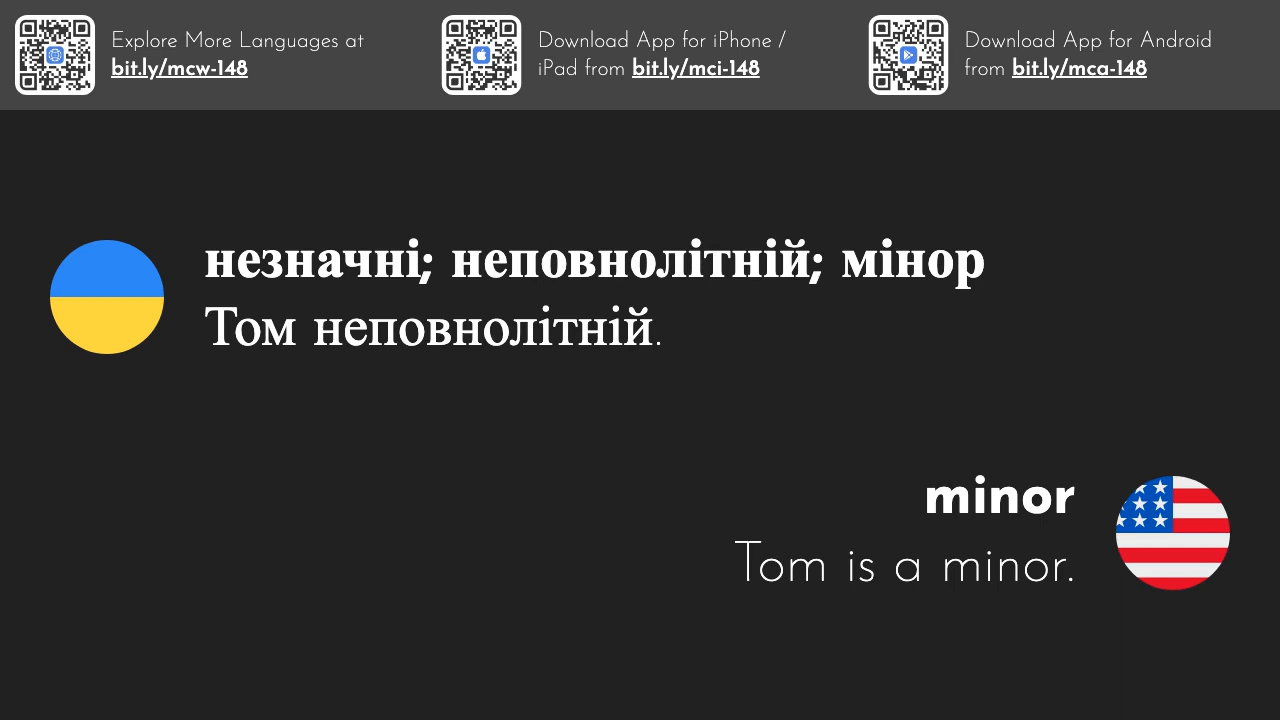 Explore More Languages at
bit.ly/mcw-148
Download App for iPhone /
iPad from bit.ly/mci-148
Download App for Android
from bit.ly/mca-148
незначні; неповнолітній; мінор
Том неповнолітній.
minor
Tom is a minor.